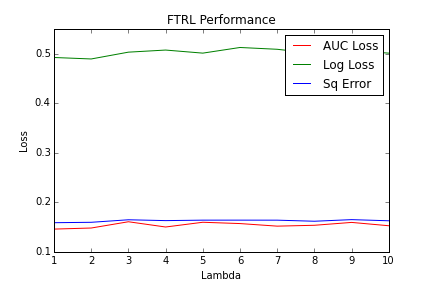 FTRL Performance
AUC Loss
Log Loss
Sq Error
Loss
0.5
0.4
0.3
0.2
0.1
1 2 3 4 5 6 7 8 9 10
Lambda